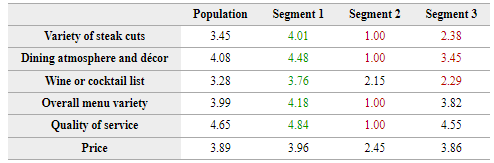 Population Segment 1 Segment 2 Segment 3
Variety of steak cuts 3.45 4.01 1.00 2.38
Dining atmosphere and décor 4.08 4.48 1.00 3.45
Wine or cocktail list 3.28 3.76 2.15 2.29
Overall menu variety 3.99 4.18 1.00 3.82
Quality of service 4.65 4.84 1.00 4.55
Price 3.89 3.96 2.45 3.86